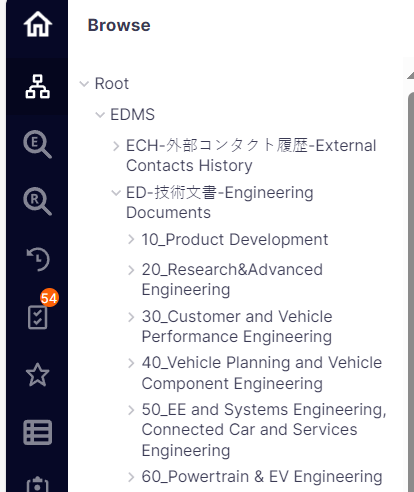 Browse
Root
EDMS
ECH-外部コンタクト履歴-External
Contacts History
ED-技術文書-Engineering
Documents
10_Product Development
20_Research&Advanced
Engineering
30_Customer and Vehicle
Performance Engineering
40_Vehicle Planning and Vehicle
Component Engineering
50_EE and Systems Engineering,
Connected Car and Services
Engineering
60_Powertrain & EV Engineering
E
R
54